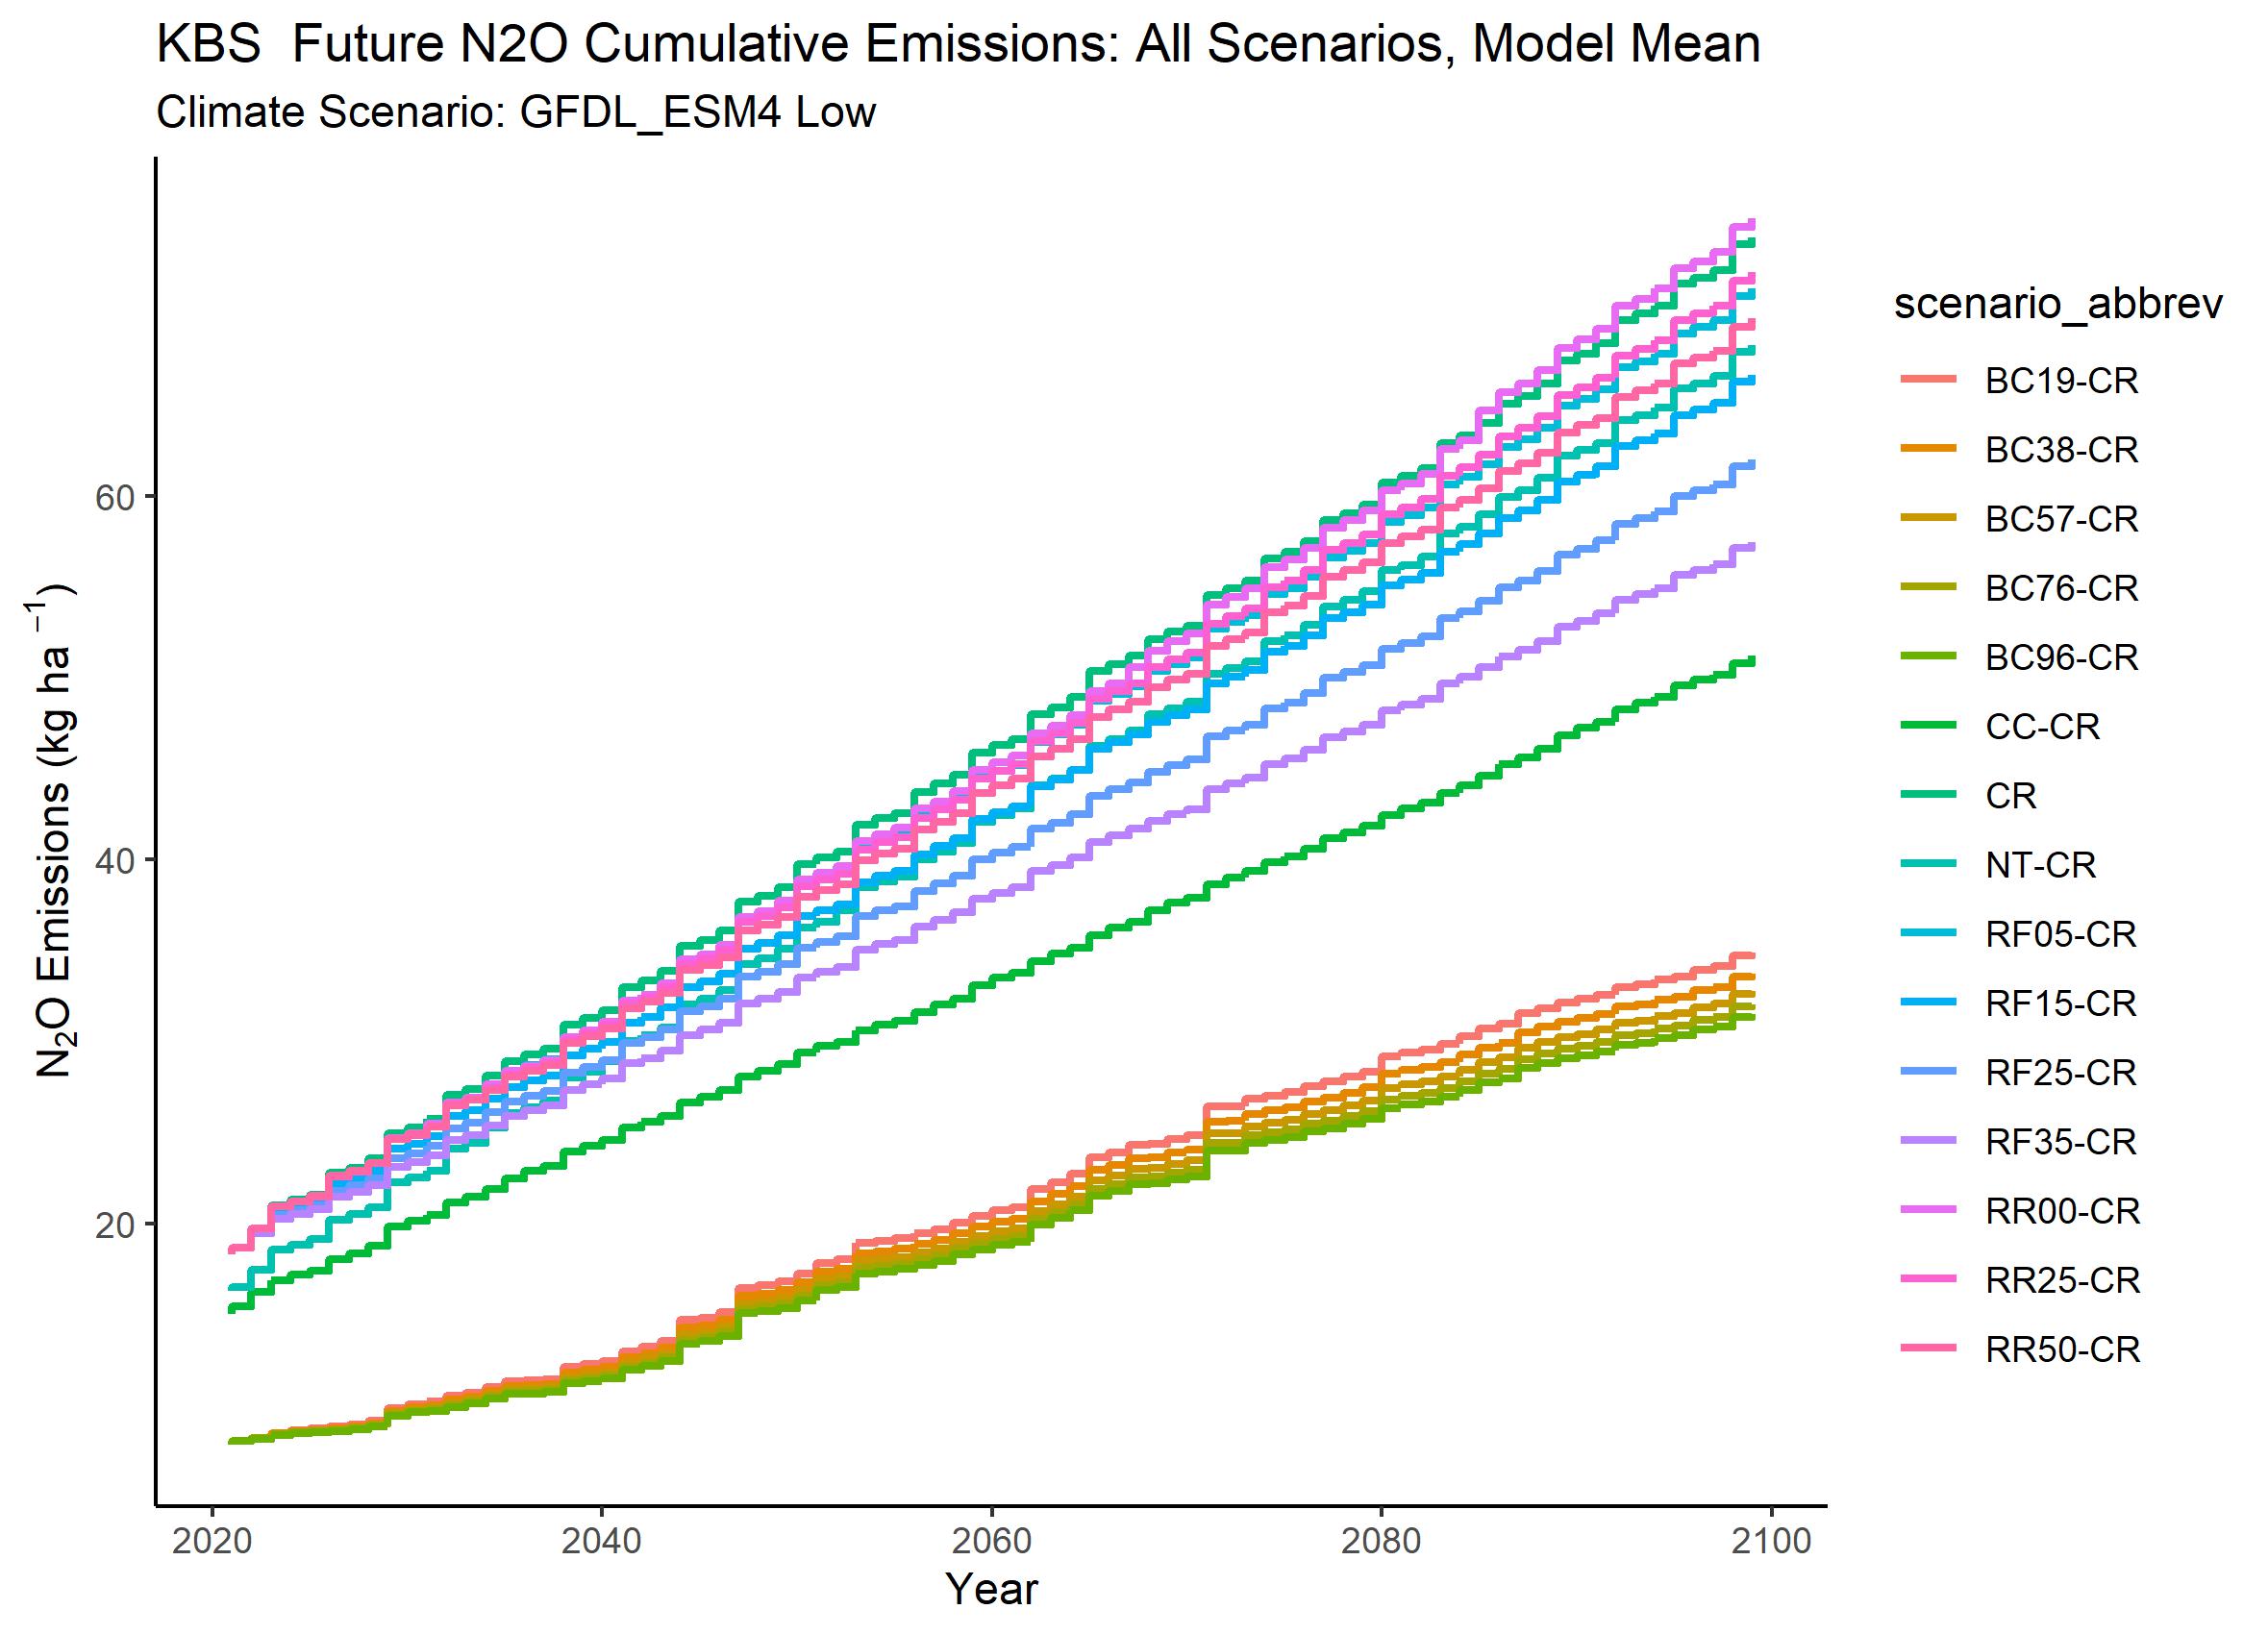 KBS  Future N2O Cumulative Emissions: All Scenarios, Model Mean
Climate Scenario: GFDL_ESM4 Low
N₂O Emissions (kg ha ⁻¹)
60
40
20
2020 2040 2060 2080 2100
Year
scenario_abbrev
BC19-CR
BC38-CR
BC57-CR
BC76-CR
BC96-CR
CC-CR
CR
NT-CR
RF05-CR
RF15-CR
RF25-CR
RF35-CR
RR00-CR
RR25-CR
RR50-CR